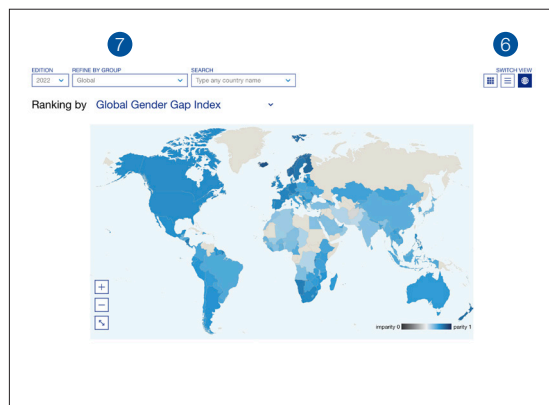 7
6
EDITION
REFINE BY GROUP
SEARCH
SWITCH VIEW
2022
Global
Type any country name
Ranking by Global Gender Gap Index
+
−
imparity 0
parity 1